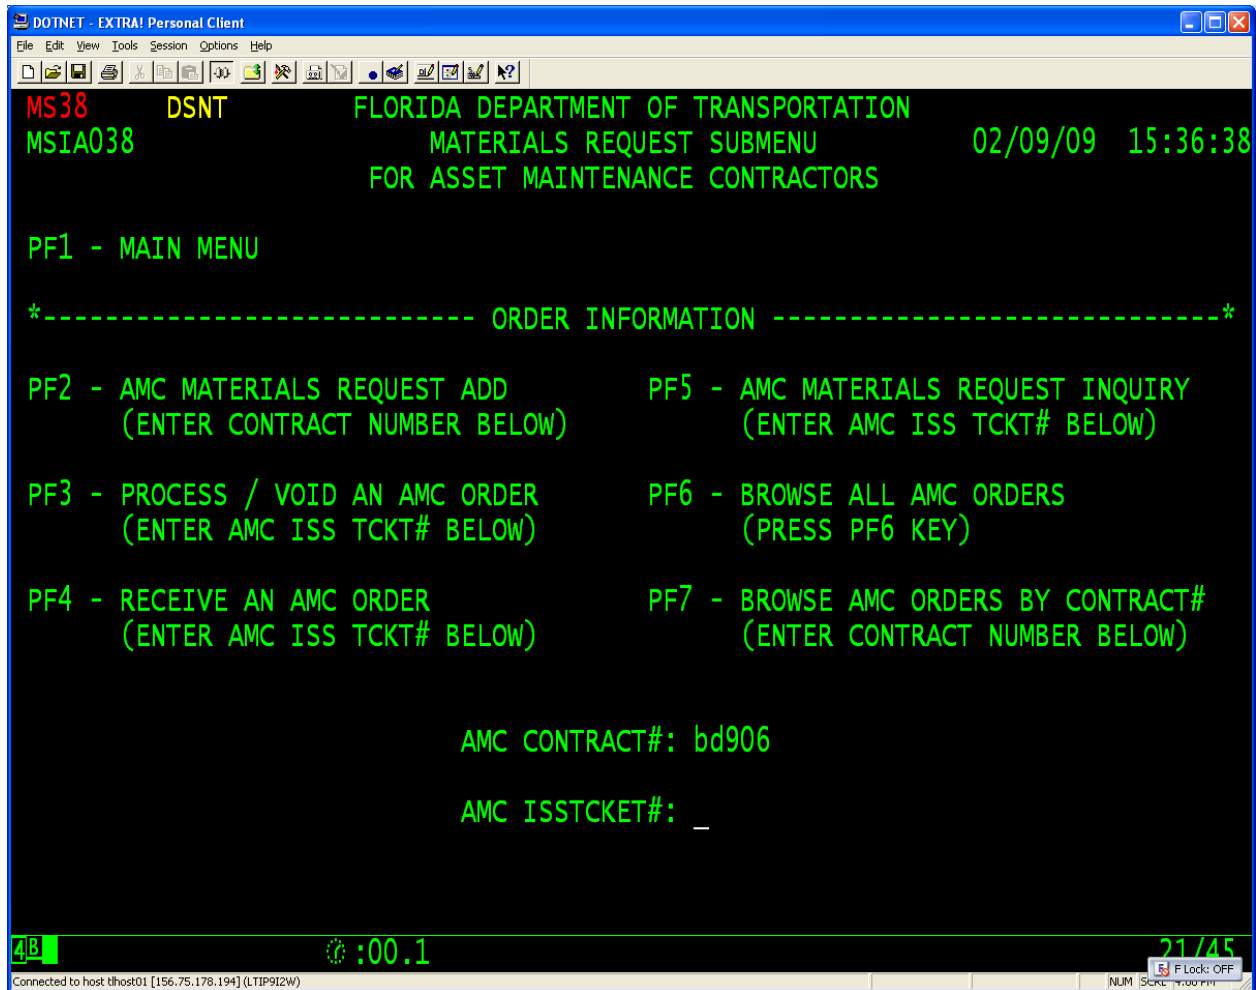 DOTNET - EXTRA! Personal Client
File Edit View Tools Session Options Help
MS38 DSNT FLORIDA DEPARTMENT OF TRANSPORTATION
MSIA038 MATERIALS REQUEST SUBMENU 02/09/09 15:36:38
FOR ASSET MAINTENANCE CONTRACTORS
PF1 - MAIN MENU
*---------------------------- ORDER INFORMATION -----------------------------*
PF2 - AMC MATERIALS REQUEST ADD PF5 - AMC MATERIALS REQUEST INQUIRY
(ENTER CONTRACT NUMBER BELOW) (ENTER AMC ISS TCKT# BELOW)
PF3 - PROCESS / VOID AN AMC ORDER PF6 - BROWSE ALL AMC ORDERS
(ENTER AMC ISS TCKT# BELOW) (PRESS PF6 KEY)
PF4 - RECEIVE AN AMC ORDER PF7 - BROWSE AMC ORDERS BY CONTRACT#
(ENTER AMC ISS TCKT# BELOW) (ENTER CONTRACT NUMBER BELOW)
AMC CONTRACT#: bd906
AMC ISSTCKET#: _
4B :00.1 21/45
F Lock: OFF
Connected to host tlhost01 [156.75.178.194] (LTIP9I2W) NUM